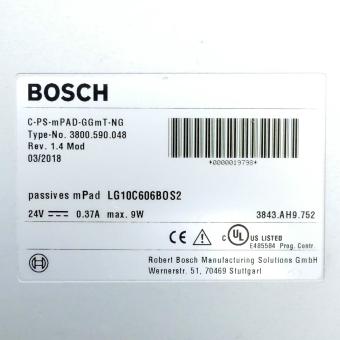 BOSCH
C-PS-mPAD-GGmT-NG
Type-No. 3800.590.048
Rev. 1.4 Mod
03/2018
*0000019798*
passives mPad LG10C606BOS2
24V 0.37A max. 9W 3843.AH9.752
CE C UL US LISTED
E485584 Prog. Contr.
Robert Bosch Manufacturing Solutions GmbH
Wernerstr. 51, 70469 Stuttgart